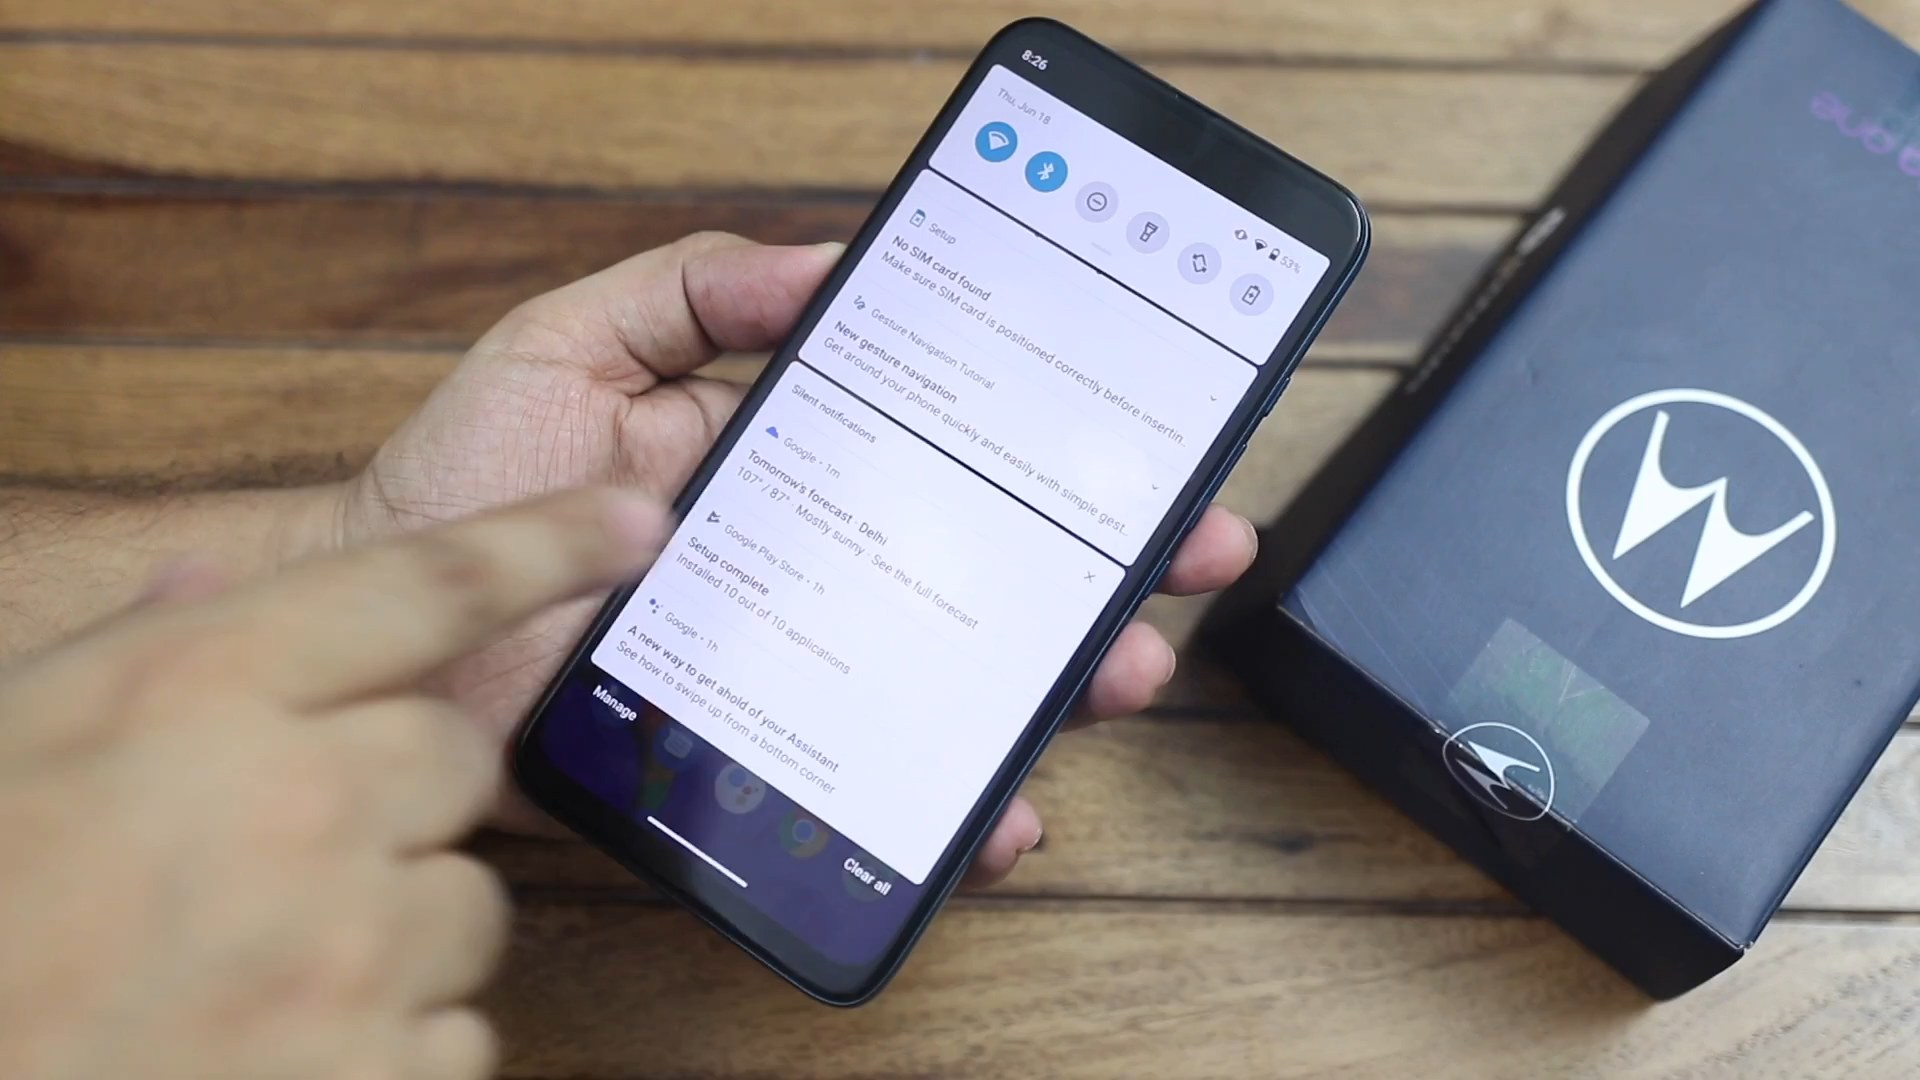 8:26
Thu, Jun 18
53%
Setup
No SIM card found
Make sure SIM card is positioned correctly before insertin..
Gesture Navigation Tutorial
New gesture navigation
Get around your phone quickly and easily with simple gest..
Silent notifications
Google • 1m
Tomorrow's forecast · Delhi
107° / 87° · Mostly sunny · See the full forecast
Google Play Store • 1h
Setup complete
Installed 10 out of 10 applications
Google • 1h
A new way to get ahold of your Assistant
See how to swipe up from a bottom corner
Manage
Clear all
one